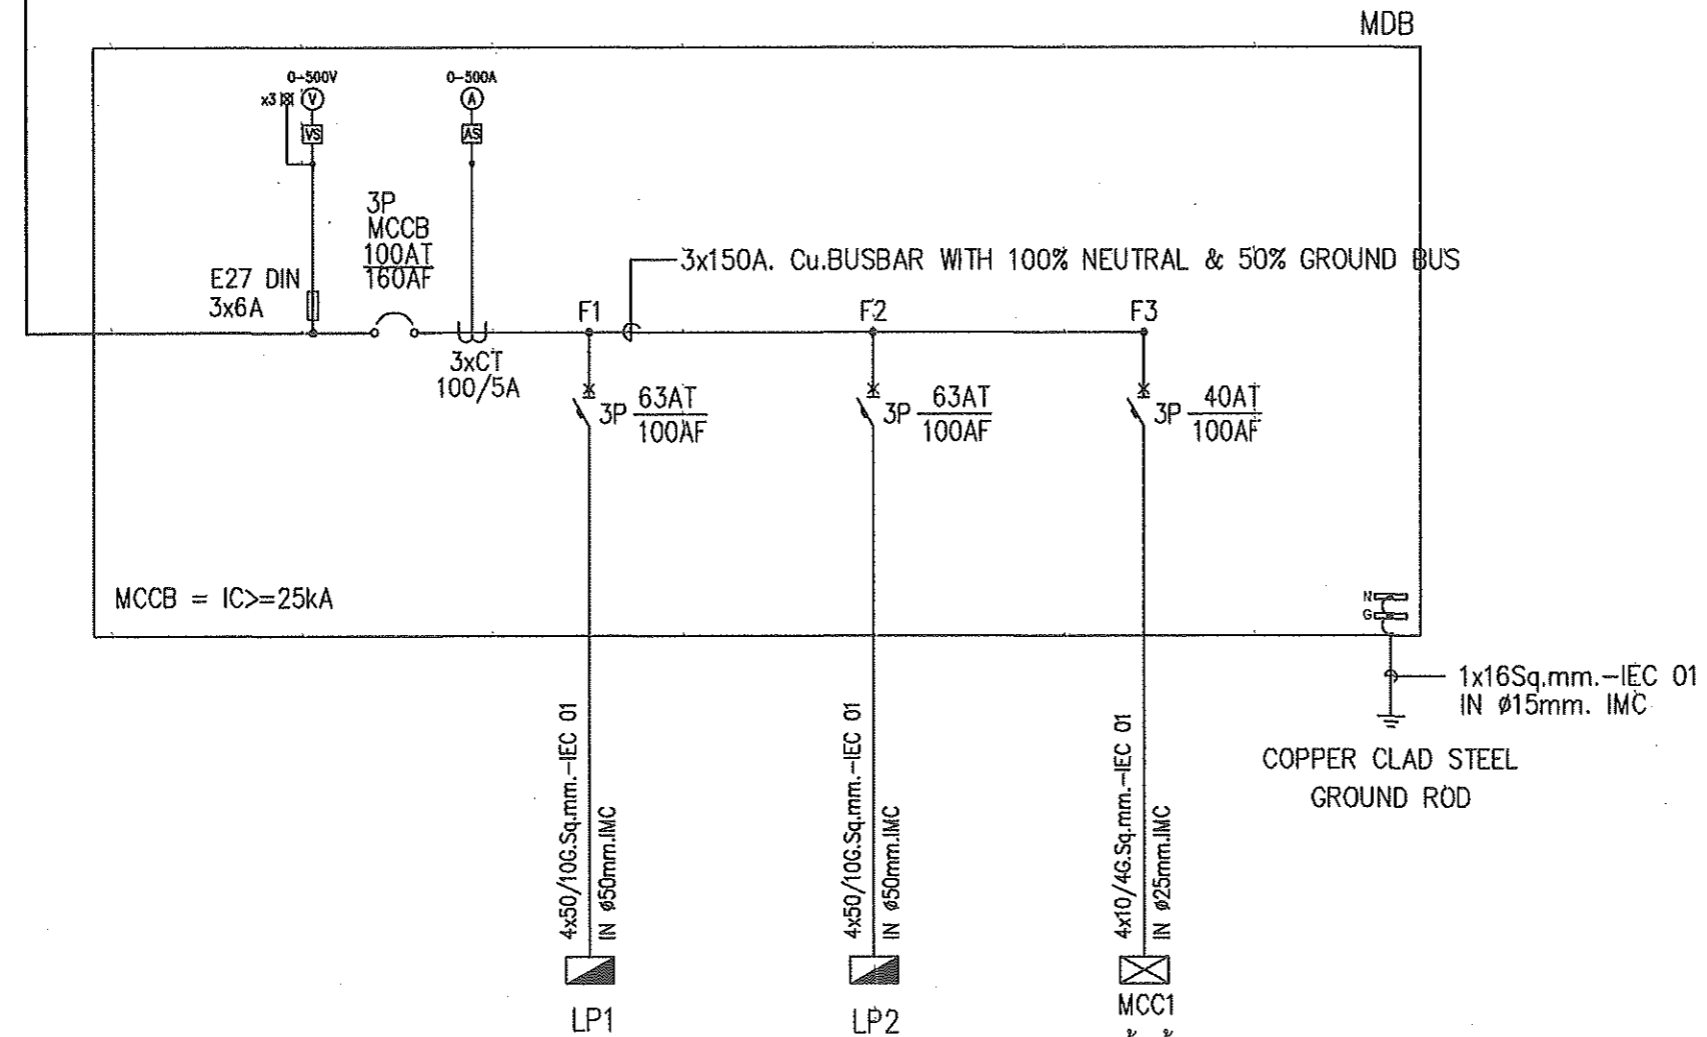 MDB
0-500V
x3
V
VS
0-500A
A
AS
3P
MCCB
100AT
160AF
E27 DIN
3x6A
3xCT
100/5A
3x150A. Cu.BUSBAR WITH 100% NEUTRAL & 50% GROUND BUS
F1
F2
F3
3P 63AT
100AF
3P 63AT
100AF
3P 40AT
100AF
MCCB = IC>=25kA
N
G
1x16Sq.mm.-IEC 01
IN ø15mm. IMC
COPPER CLAD STEEL
GROUND ROD
4x50/10G.Sq.mm.-IEC 01
IN ø50mm.IMC
4x50/10G.Sq.mm.-IEC 01
IN ø50mm.IMC
4x10/4G.Sq.mm.-IEC 01
IN ø25mm.IMC
LP1
LP2
MCC1